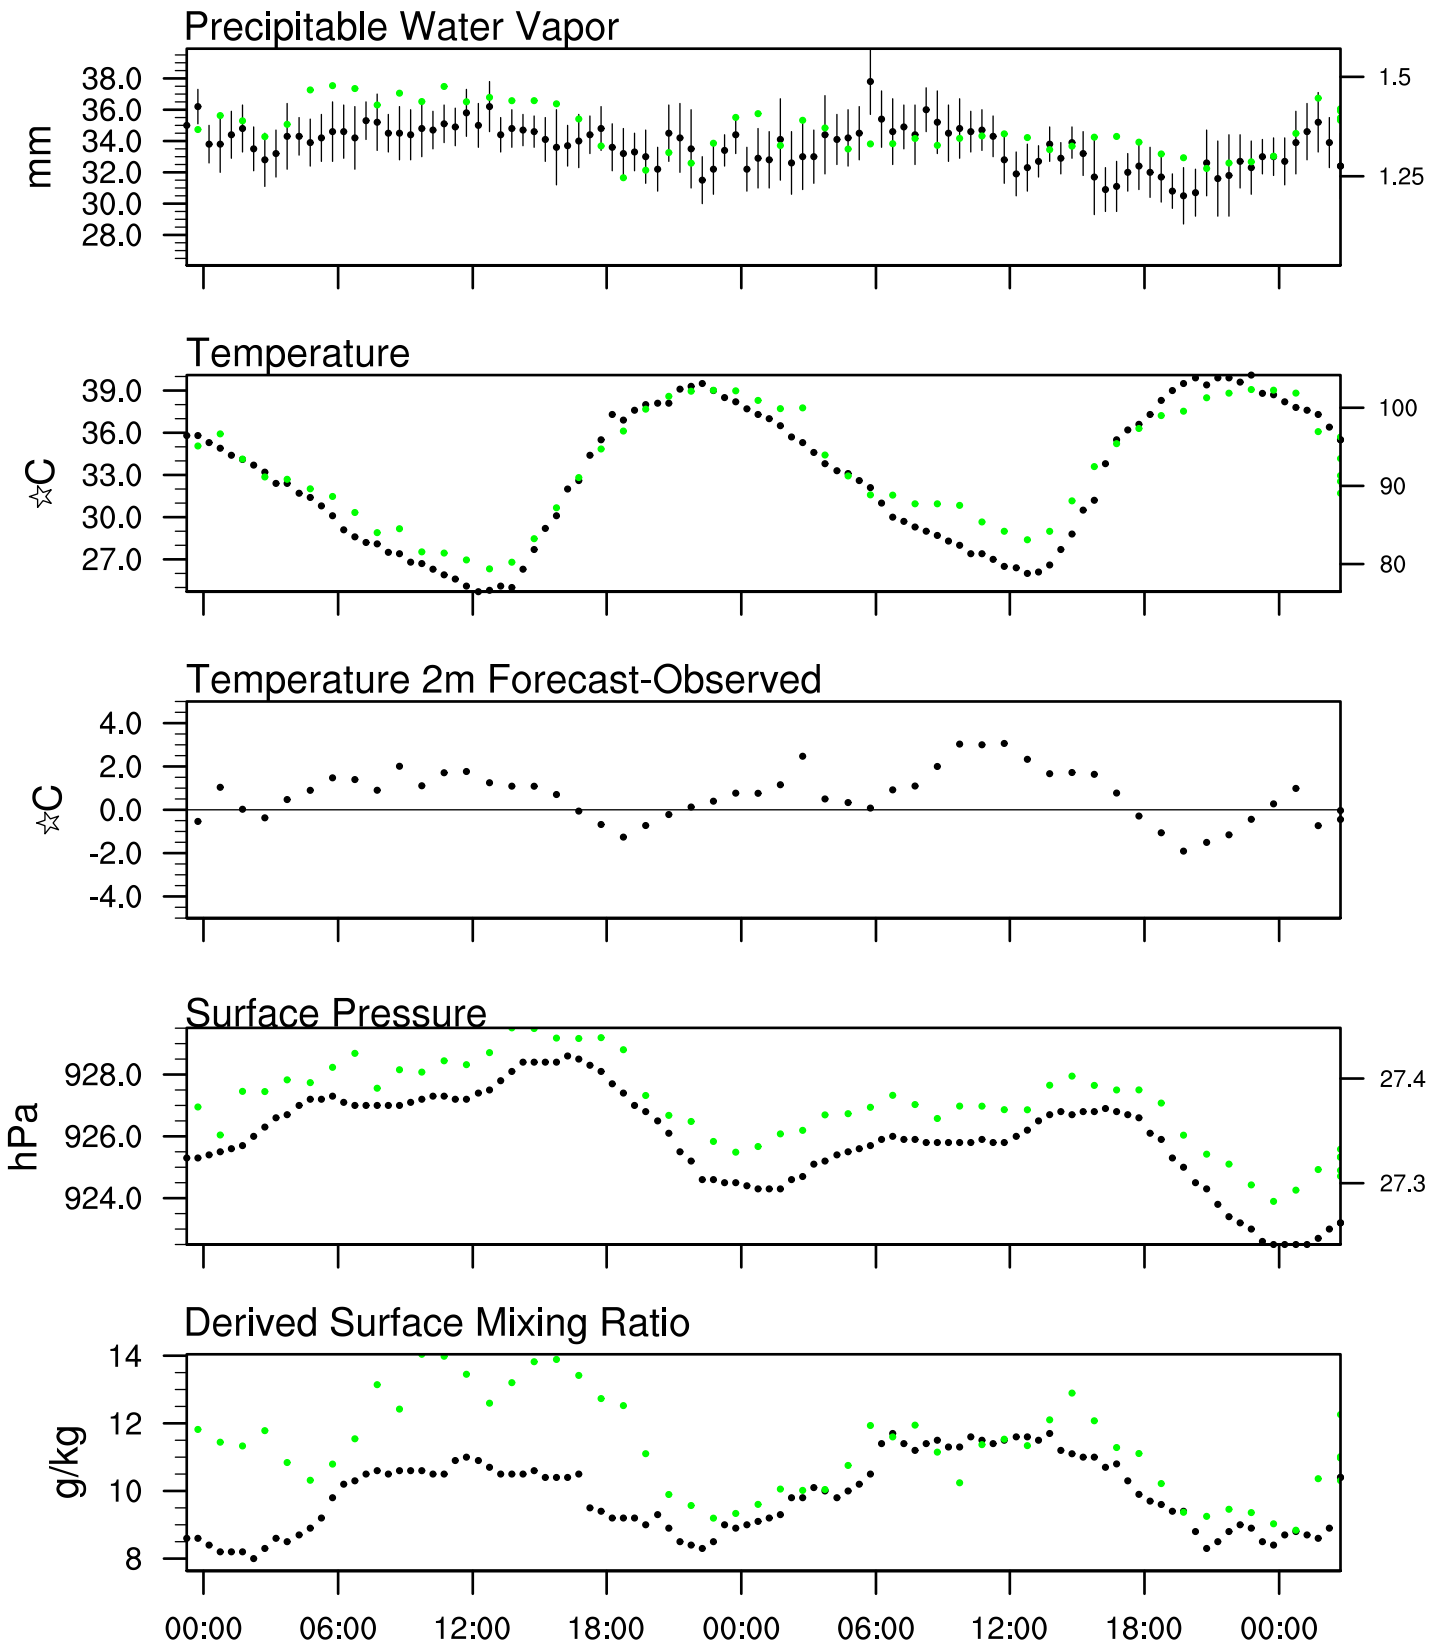 Precipitable Water Vapor
38.0
36.0
34.0
32.0
30.0
28.0
mm
1.5
1.25
Temperature
39.0
36.0
33.0
30.0
27.0
☆C
100
90
80
Temperature 2m Forecast-Observed
4.0
2.0
0.0
-2.0
-4.0
☆C
Surface Pressure
928.0
926.0
924.0
hPa
27.4
27.3
Derived Surface Mixing Ratio
14
12
10
8
g/kg
00:00 06:00 12:00 18:00 00:00 06:00 12:00 18:00 00:00